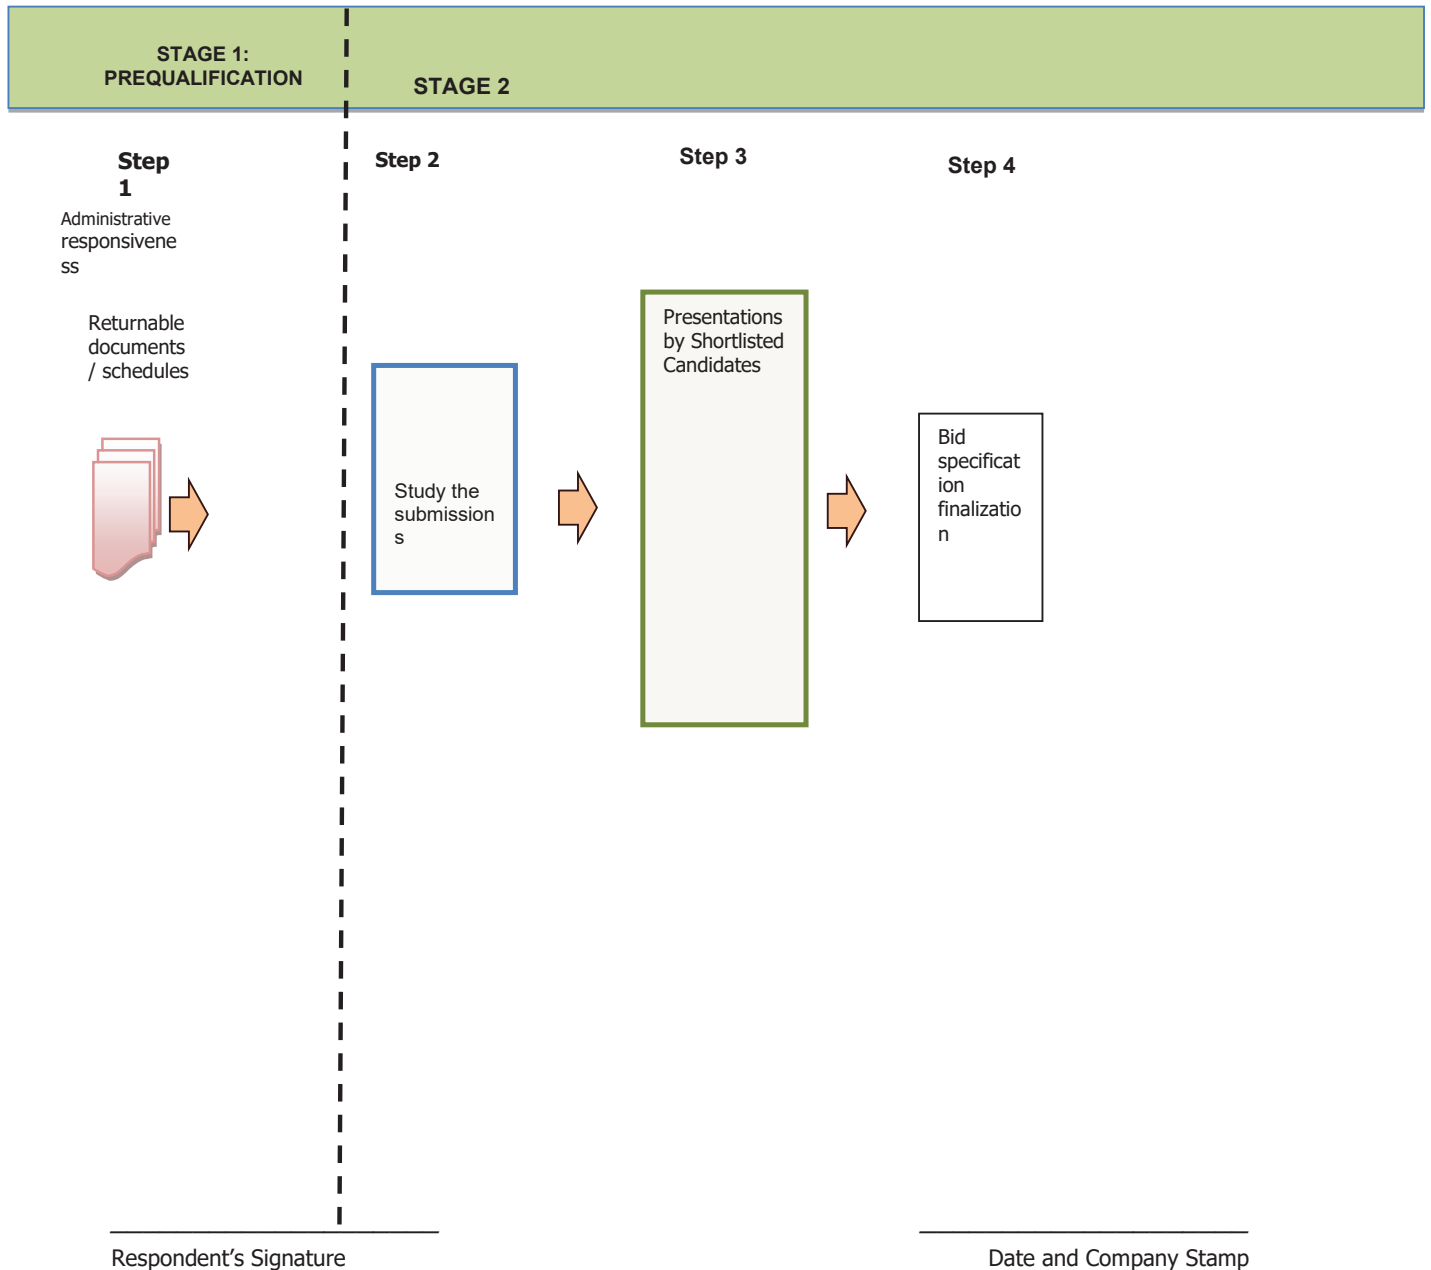 STAGE 1:
PREQUALIFICATION
STAGE 2
Step
1
Administrative
responsivene
ss
Returnable
documents
/ schedules
Step 2
Study the
submission
s
Step 3
Presentations
by Shortlisted
Candidates
Step 4
Bid
specificat
ion
finalizatio
n
Respondent’s Signature
Date and Company Stamp